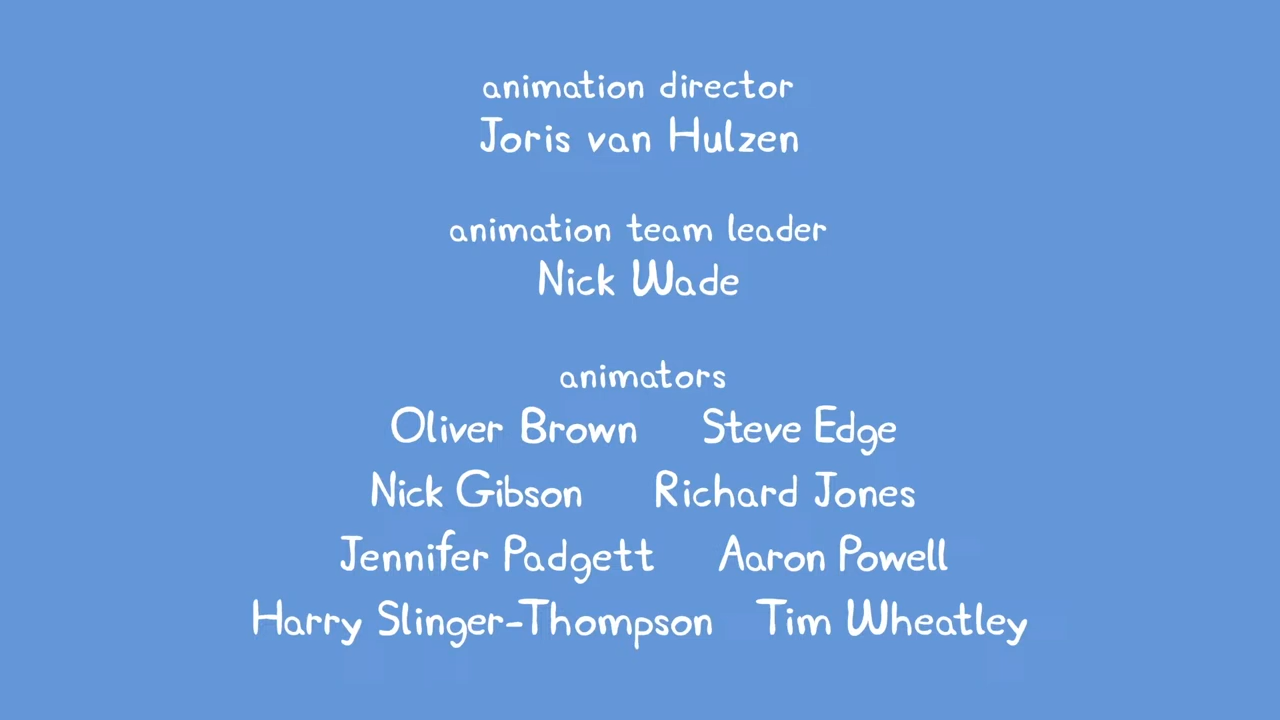 animation director
Joris van Hulzen
animation team leader
Nick Wade
animators
Oliver Brown Steve Edge
Nick Gibson Richard Jones
Jennifer Padgett Aaron Powell
Harry Slinger-Thompson Tim Wheatley